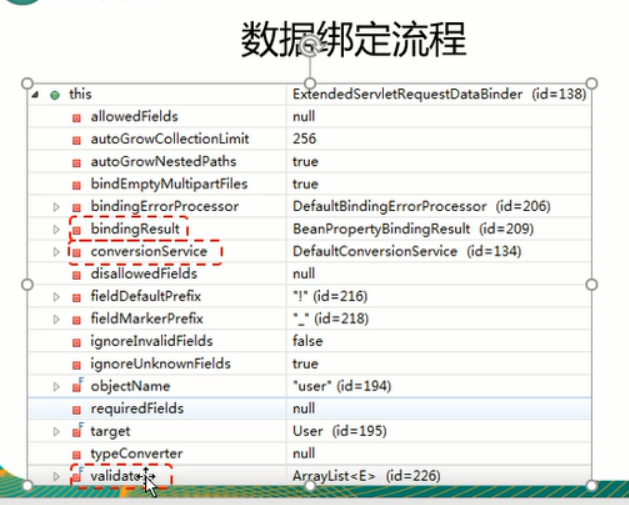 数据绑定流程
this ExtendedServletRequestDataBinder (id=138)
allowedFields null
autoGrowCollectionLimit 256
autoGrowNestedPaths true
bindEmptyMultipartFiles true
bindingErrorProcessor DefaultBindingErrorProcessor (id=206)
bindingResult BeanPropertyBindingResult (id=209)
conversionService DefaultConversionService (id=134)
disallowedFields null
fieldDefaultPrefix "!" (id=216)
fieldMarkerPrefix "_" (id=218)
ignoreInvalidFields false
ignoreUnknownFields true
objectName "user" (id=194)
requiredFields null
target User (id=195)
typeConverter null
ArrayList<E> (id=226)